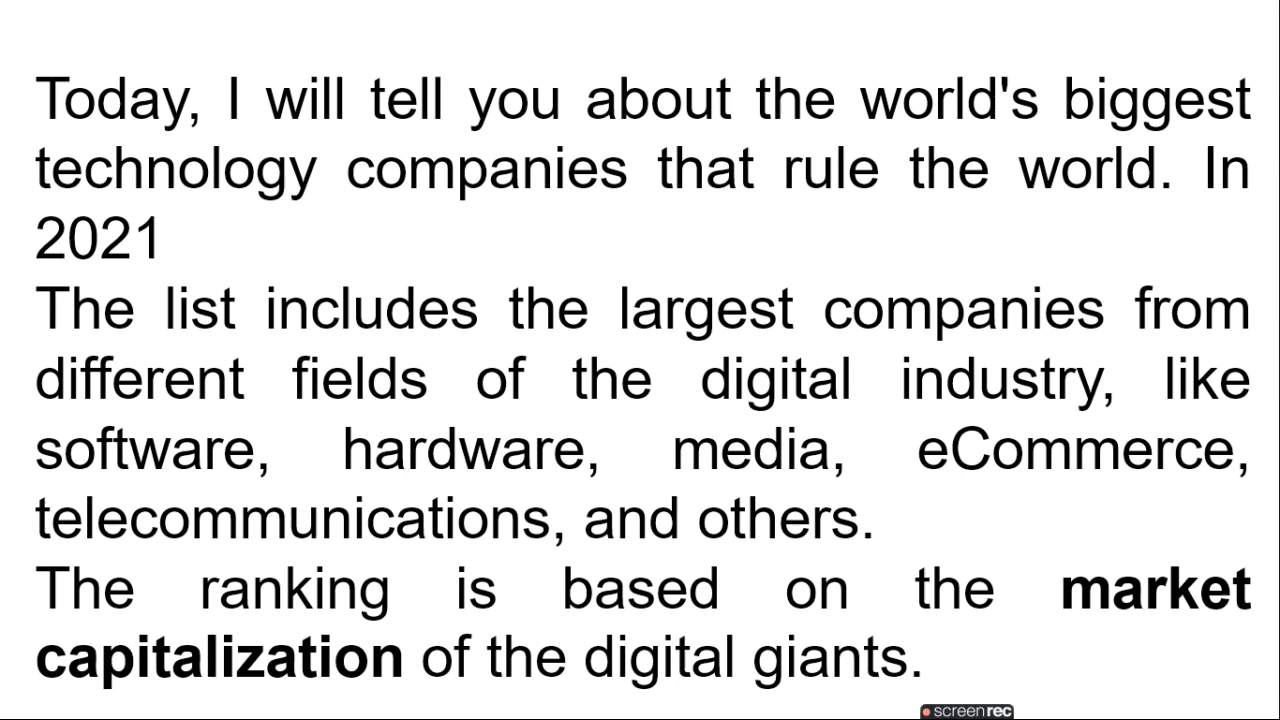 Today, I will tell you about the world's biggest
technology companies that rule the world. In
2021
The list includes the largest companies from
different fields of the digital industry, like
software, hardware, media, eCommerce,
telecommunications, and others.
The ranking is based on the market
capitalization of the digital giants.
screenrec